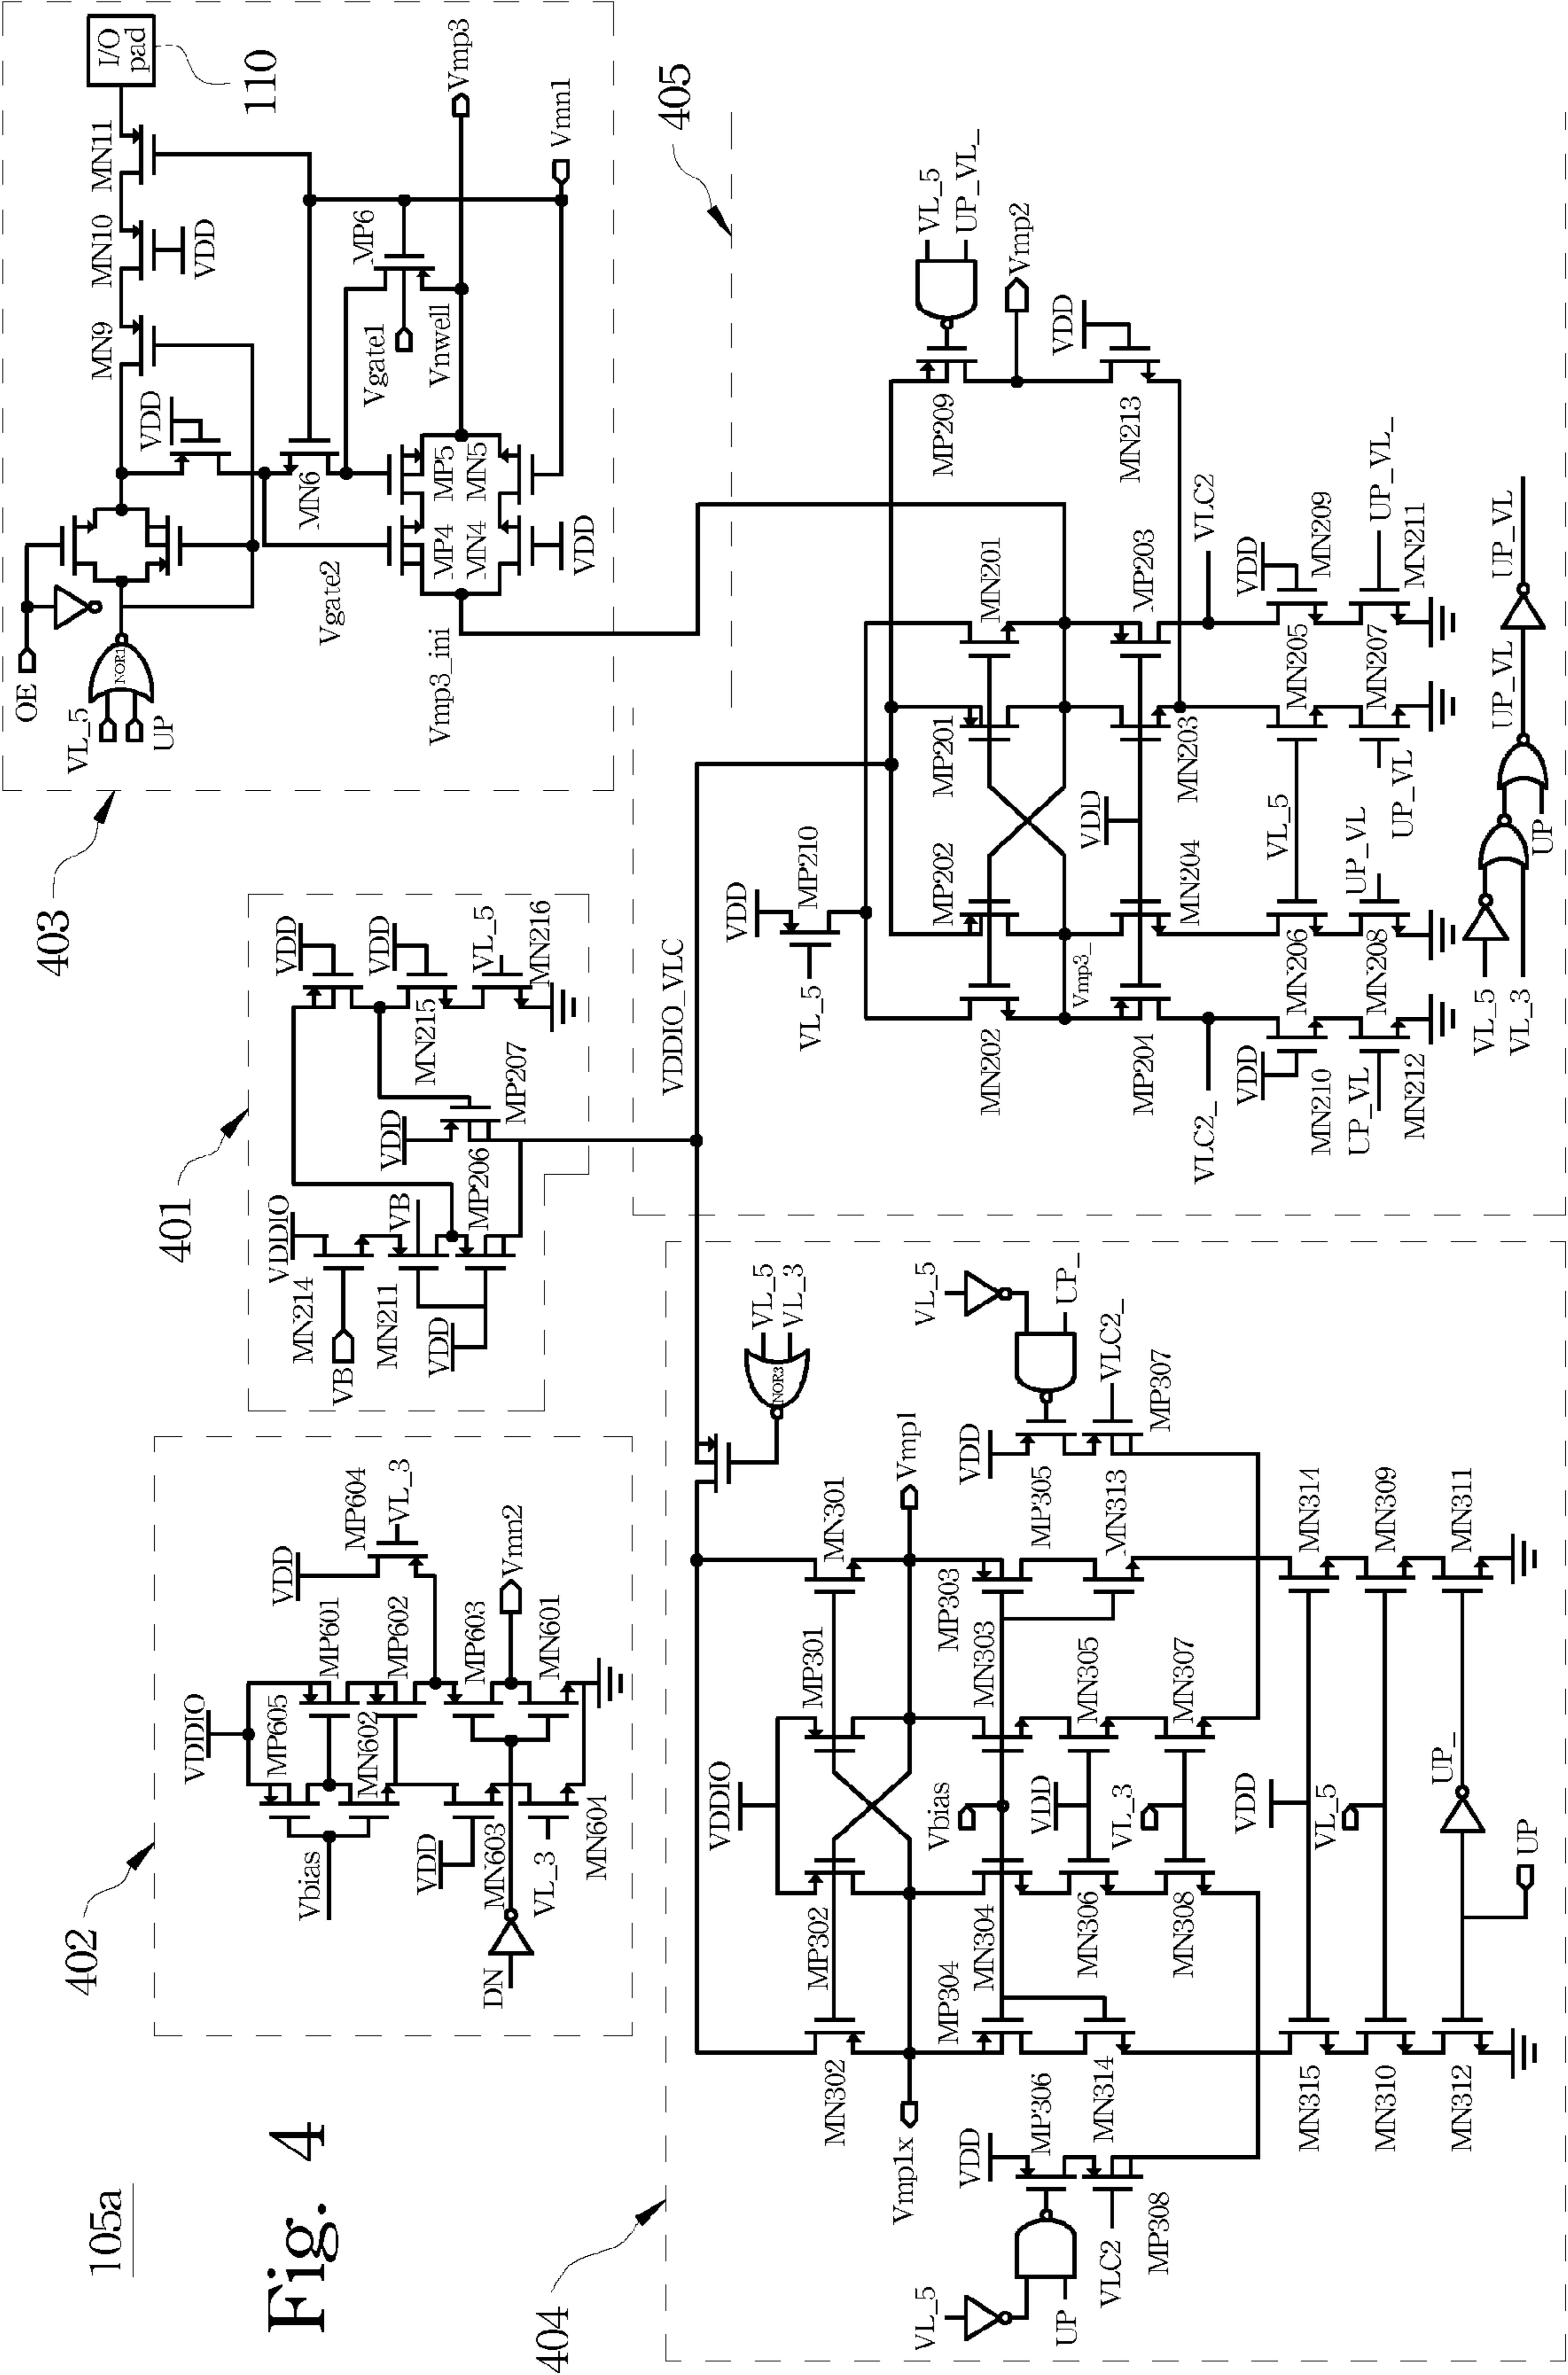 105a
Fig. 4
402
VDDIO
MP605
MP601
MN602
MP602
Vbias
VDD
MP604
VL_3
MP603
Vmn2
MN601
VDD
MN603
DN
VL_3
MN604
401
VDDIO
MN214
VB
VB
MN211
VDD
MP206
VDD
MP207
VDD
VDD
MN215
VL_5
MN216
403
OE
VL_5
UP
NOR1
VDD
MN9
MN10
VDD
MN11
I/O
pad
110
MN6
Vgate2
Vgate1
MP6
Vnwell
MP4
MP5
MN4
MN5
VDD
Vmp3_ini
Vmp3
Vmn1
404
VDDIO
VL_5
VL_3
NOR3
MP302
MP301
MN302
MN301
Vmp1x
Vmp1
VDD
MP306
MP304
MN304
Vbias
MN303
MP303
VDD
MP305
VL_5
UP_
VL_5
UP
VLC2
MP308
MN314
MN306
VDD
MN305
MN313
VLC2_
MP307
MN308
VL_3
MN307
MN315
VDD
MN314
MN310
VL_5
MN309
MN312
UP_
MN311
UP
405
VDDIO_VLC
VDD
VL_5
MP210
MP202
MP201
MN202
MN201
VL_5
UP_VL_
MP209
Vmp2
Vmp3_
VDD
VDD
MP204
MN204
MN203
MP203
MN213
VLC2_
VLC2
VDD
MN210
MN206
VL_5
MN205
VDD
MN209
UP_VL
MN212
MN208
UP_VL
UP_VL
MN207
UP_VL_
MN211
VL_5
VL_3
UP
UP_VL
UP_VL